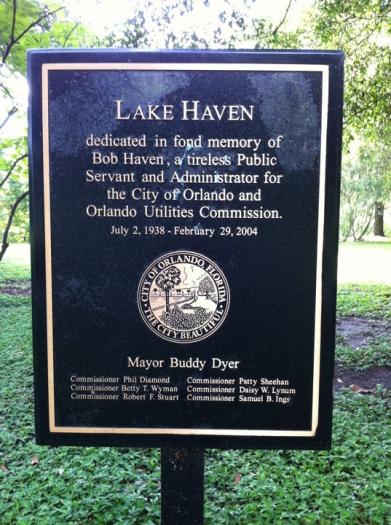 LAKE HAVEN
dedicated in fond memory of
Bob Haven, a tireless Public
Servant and Administrator for
the City of Orlando and
Orlando Utilities Commission.
July 2, 1938 - February 29, 2004
CITY OF ORLANDO, FLORIDA
THE CITY BEAUTIFUL
Mayor Buddy Dyer
Commissioner Phil Diamond Commissioner Patty Sheehan
Commissioner Betty T. Wyman Commissioner Daisy W. Lynum
Commissioner Robert F. Stuart Commissioner Samuel B. Ings